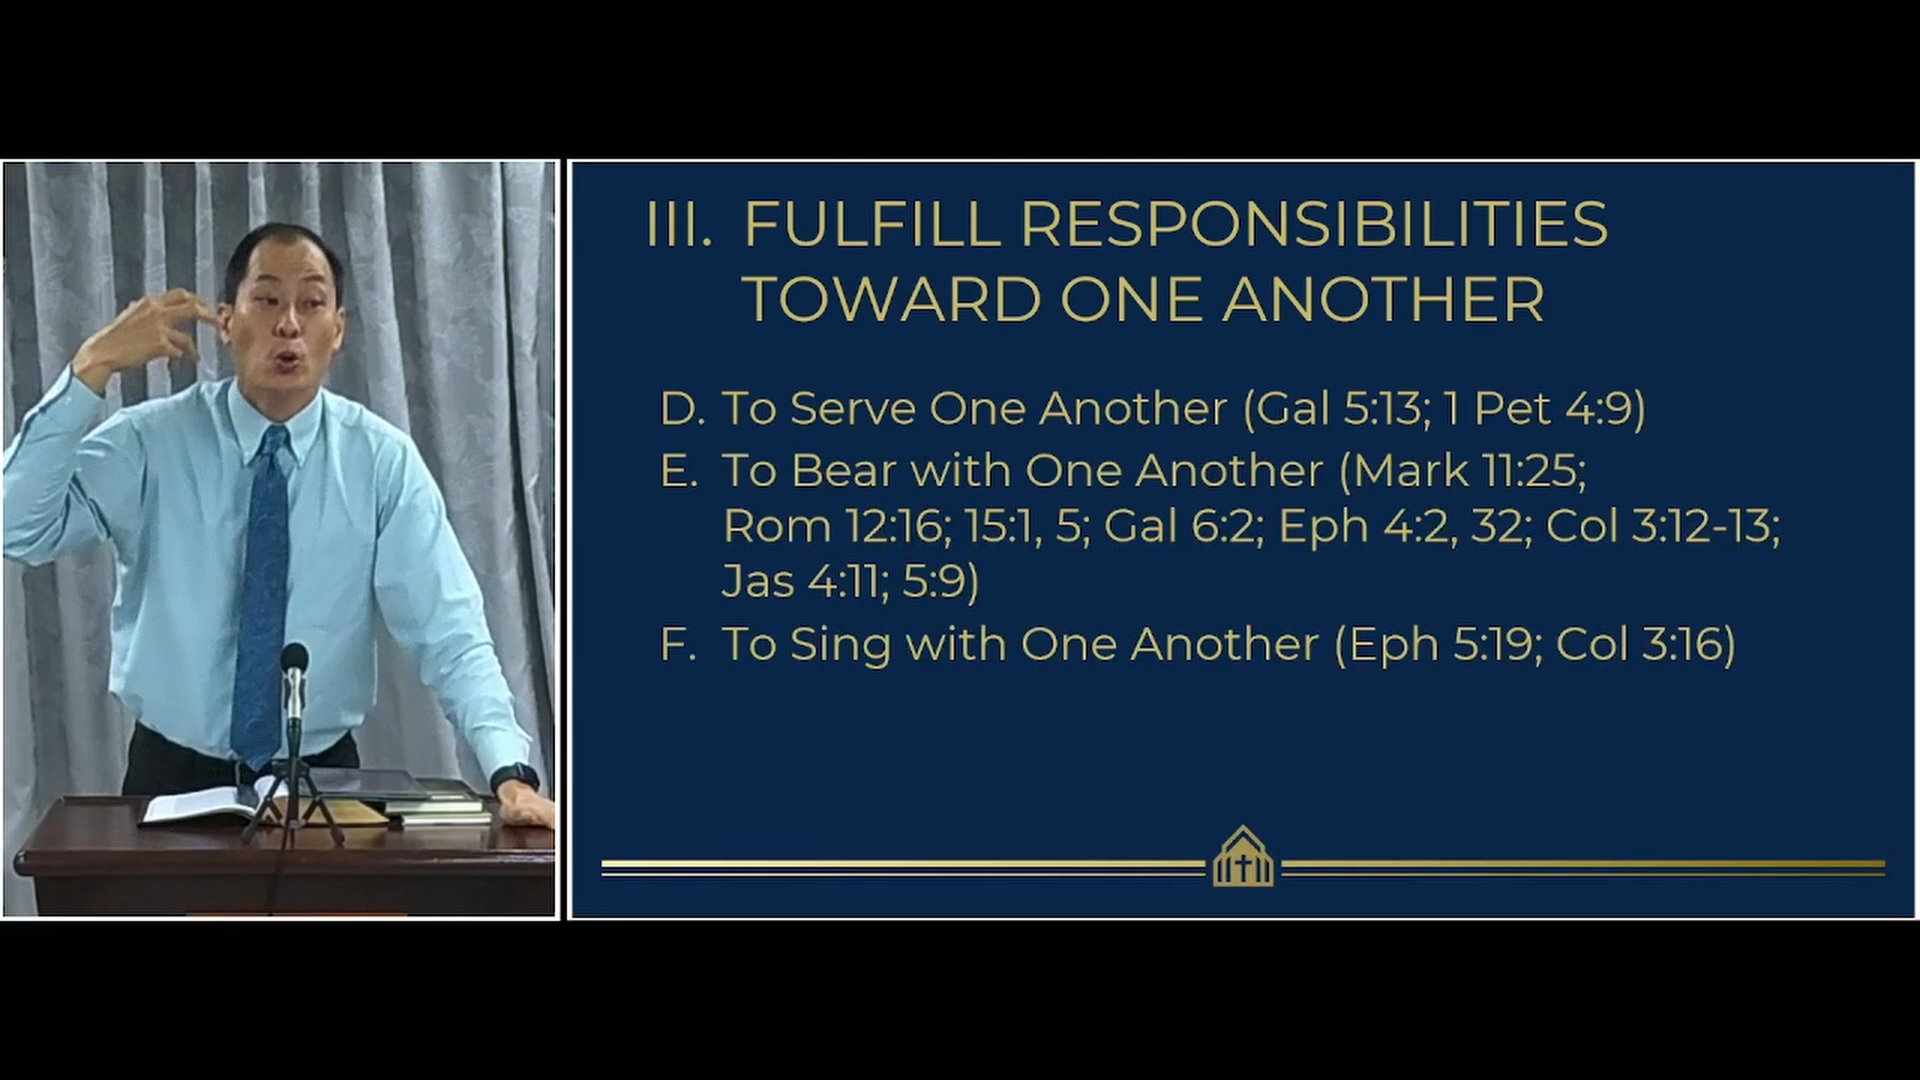 III. FULFILL RESPONSIBILITIES
TOWARD ONE ANOTHER
D. To Serve One Another (Gal 5:13; 1 Pet 4:9)
E. To Bear with One Another (Mark 11:25;
Rom 12:16; 15:1, 5; Gal 6:2; Eph 4:2, 32; Col 3:12-13;
Jas 4:11; 5:9)
F. To Sing with One Another (Eph 5:19; Col 3:16)